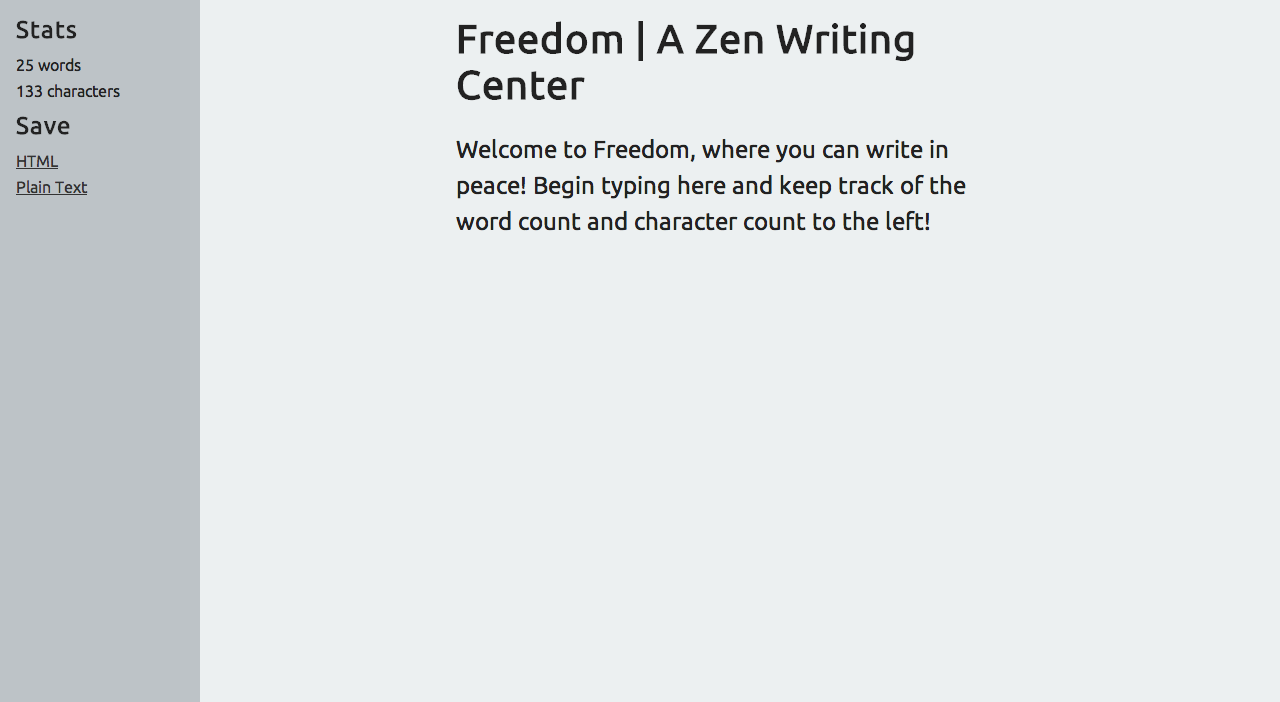 Stats
25 words
133 characters
Save
HTML
Plain Text
Freedom | A Zen Writing
Center
Welcome to Freedom, where you can write in
peace! Begin typing here and keep track of the
word count and character count to the left!